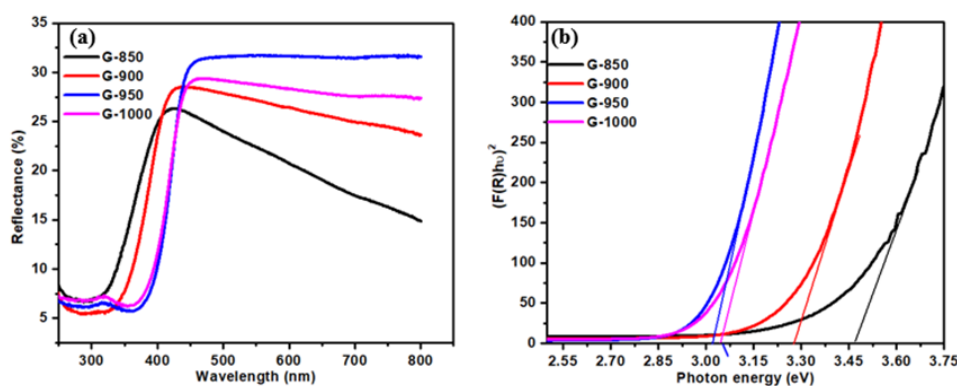 (a)
G-850
G-900
G-950
G-1000
35
30
25
20
15
10
5
Reflectance (%)
300 400 500 600 700 800
Wavelength (nm)
(b)
G-850
G-900
G-950
G-1000
400
350
300
250
200
150
100
50
0
(F(R)hυ)²
2.55 2.70 2.85 3.00 3.15 3.30 3.45 3.60 3.75
Photon energy (eV)